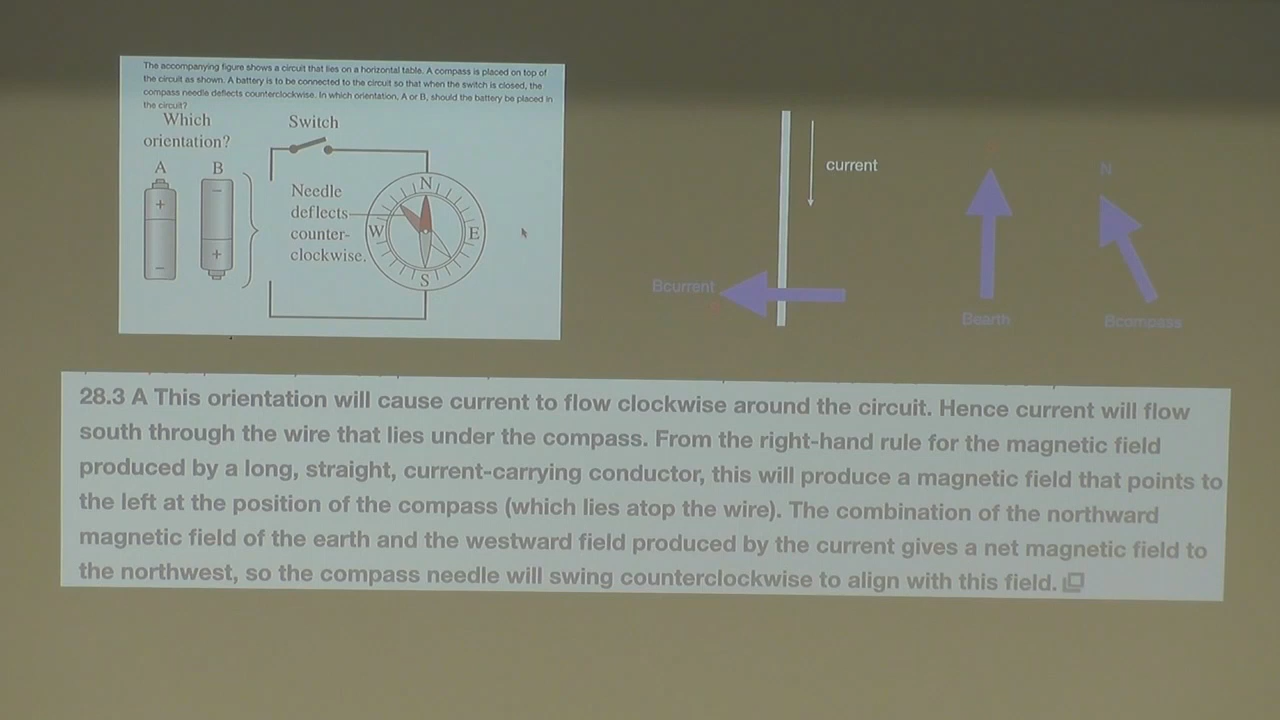 The accompanying figure shows a circuit that lies on a horizontal table. A compass is placed on top of
the circuit as shown. A battery is to be connected to the circuit so that when the switch is closed, the
compass needle deflects counterclockwise. In which orientation, A or B, should the battery be placed in
the circuit?
Which
orientation?
A
B
+
−
−
+
Switch
Needle
deflects
counter-
clockwise.
N
W
E
S
current
Bcurrent
Bearth
N
Bcompass
28.3 A This orientation will cause current to flow clockwise around the circuit. Hence current will flow
south through the wire that lies under the compass. From the right-hand rule for the magnetic field
produced by a long, straight, current-carrying conductor, this will produce a magnetic field that points to
the left at the position of the compass (which lies atop the wire). The combination of the northward
magnetic field of the earth and the westward field produced by the current gives a net magnetic field to
the northwest, so the compass needle will swing counterclockwise to align with this field.